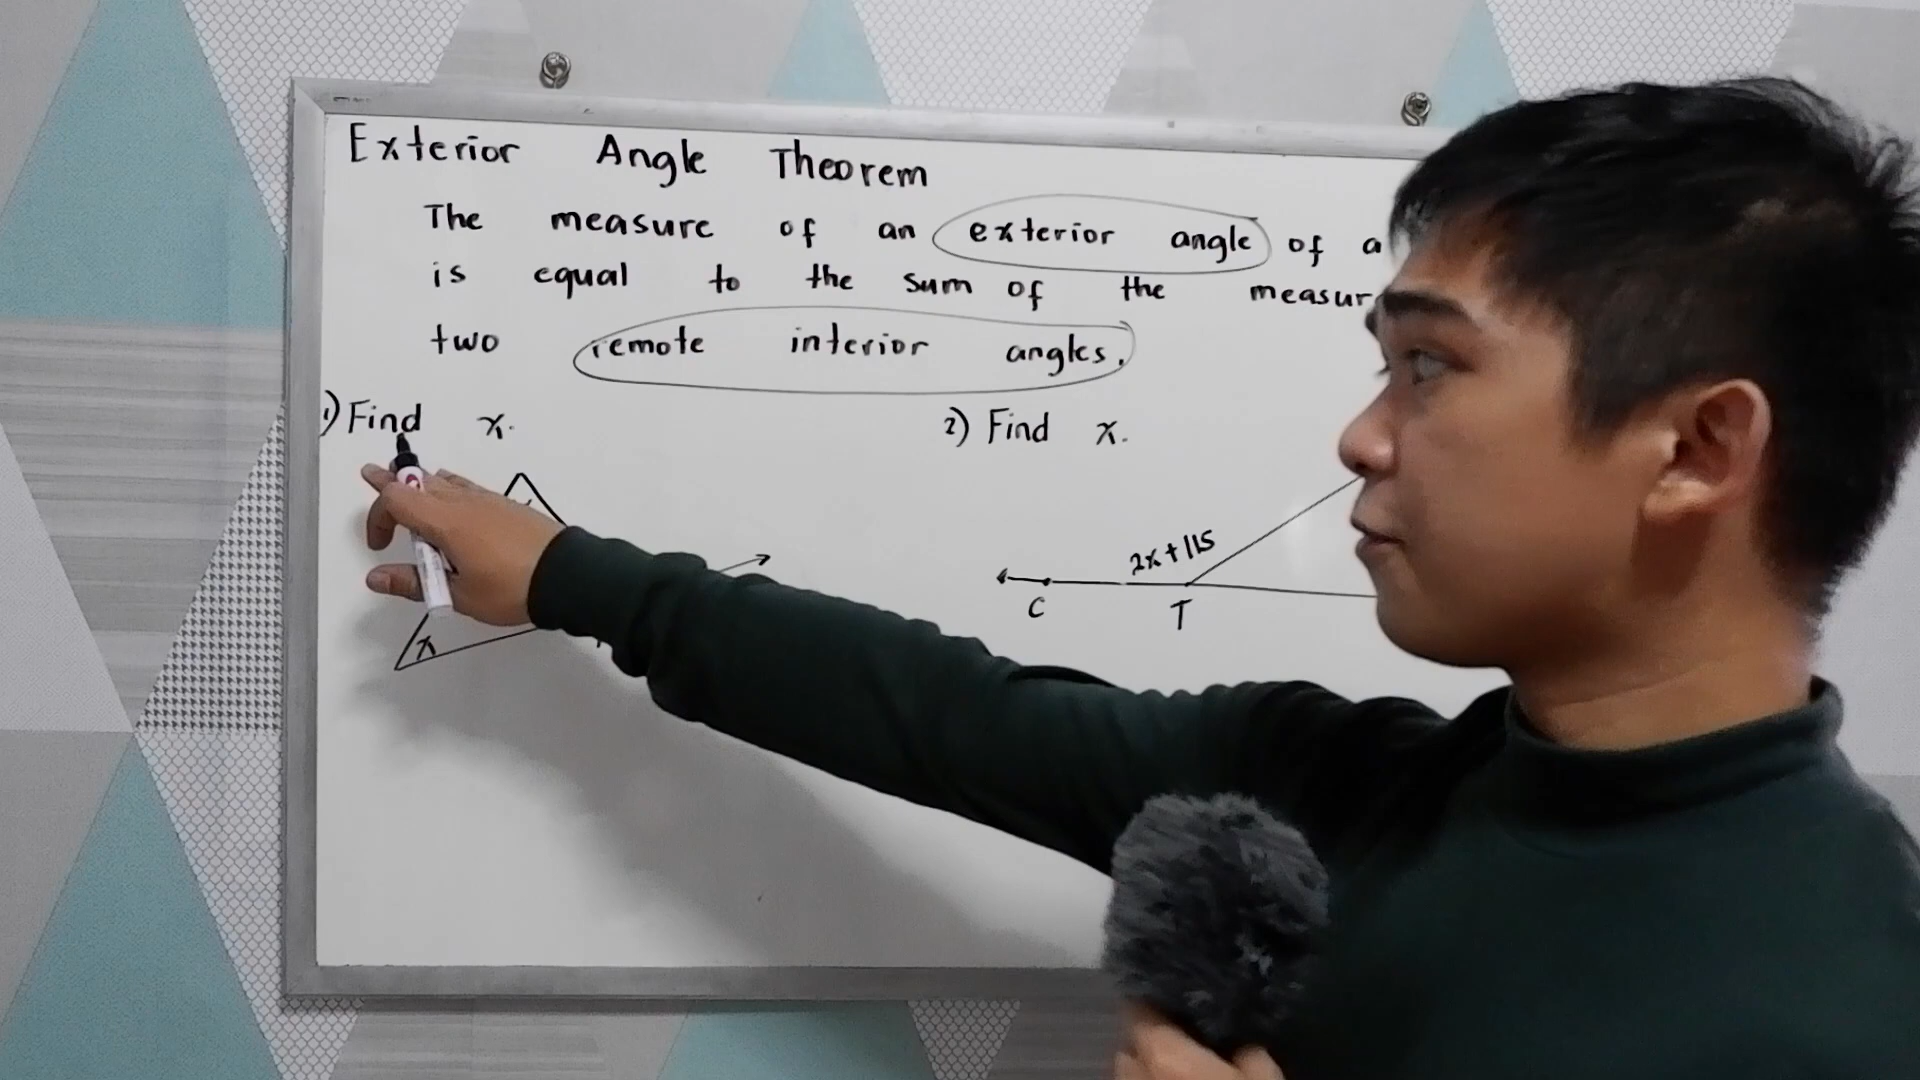 Exterior Angle Theorem
The measure of an exterior angle of a
is equal to the sum of the
two remote interior angles.
1) Find x.
2) Find x.
2x+115
C T
x